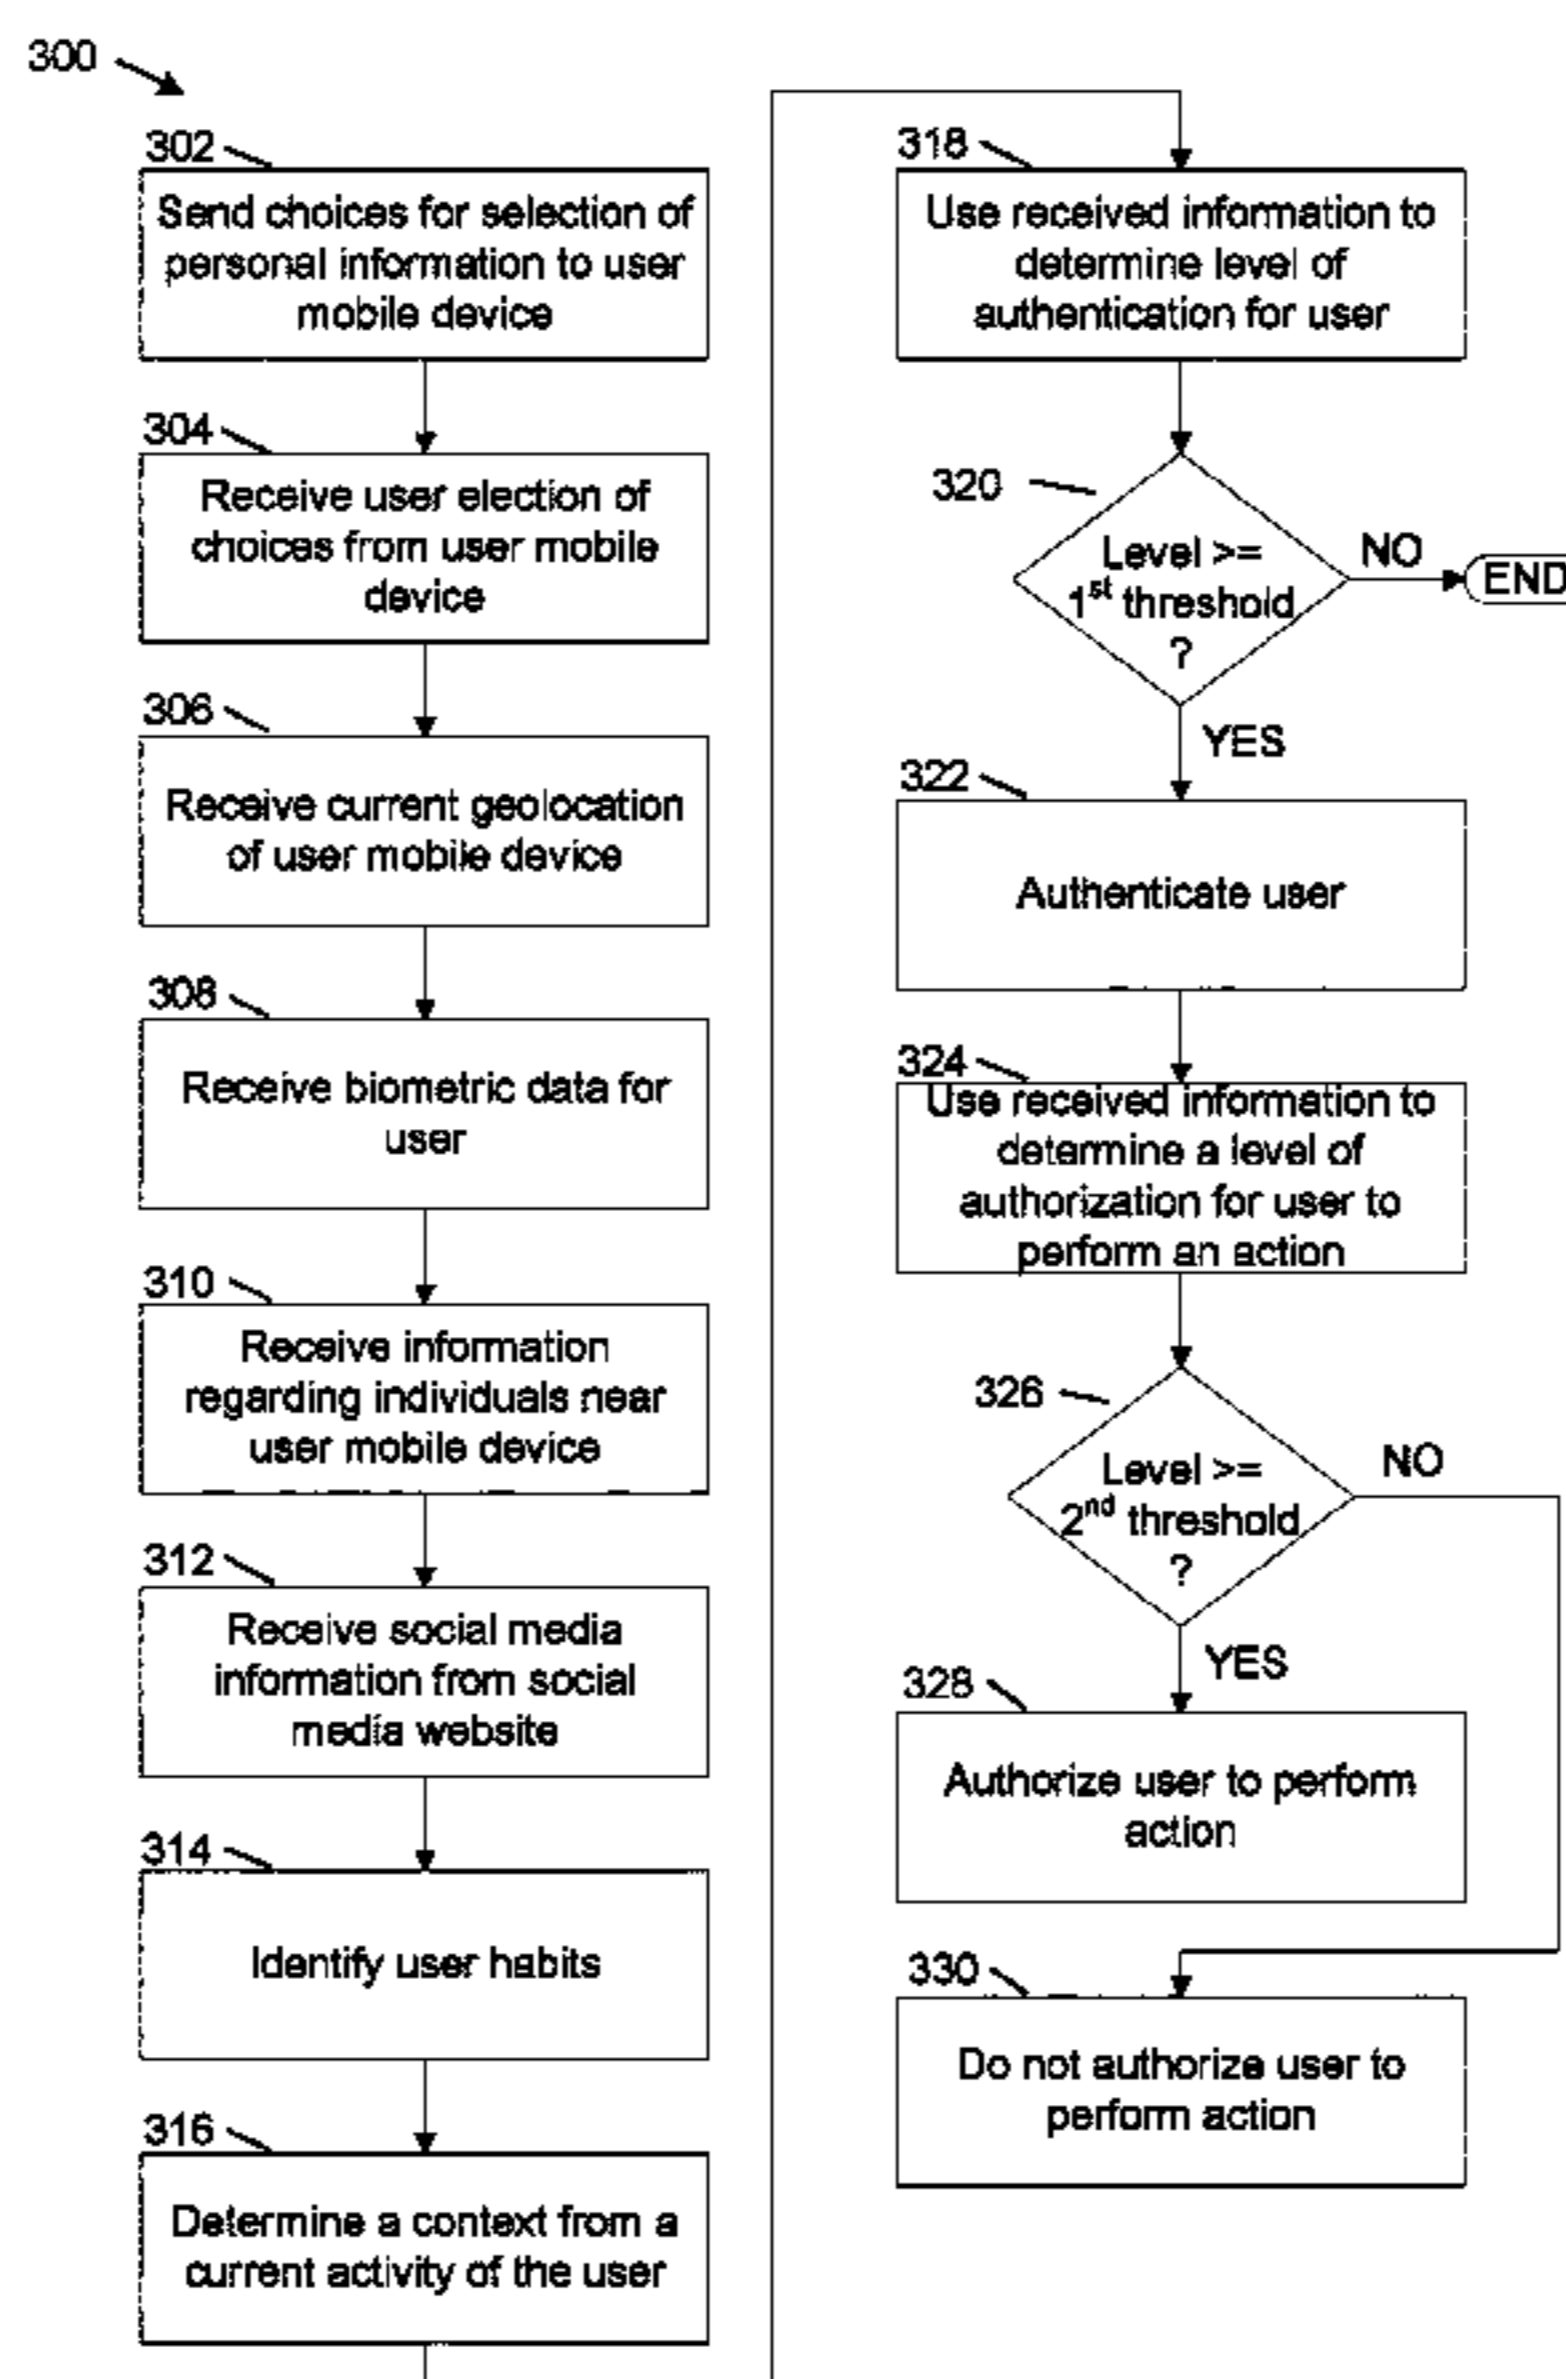 300
302
Send choices for selection of
personal information to user
mobile device
304
Receive user election of
choices from user mobile
device
306
Receive current geolocation
of user mobile device
308
Receive biometric data for
user
310
Receive information
regarding individuals near
user mobile device
312
Receive social media
information from social
media website
314
Identify user habits
316
Determine a context from a
current activity of the user
318
Use received information to
determine level of
authentication for user
320
Level >=
1st threshold
?
NO
END
YES
322
Authenticate user
324
Use received information to
determine a level of
authorization for user to
perform an action
326
Level >=
2nd threshold
?
NO
YES
328
Authorize user to perform
action
330
Do not authorize user to
perform action